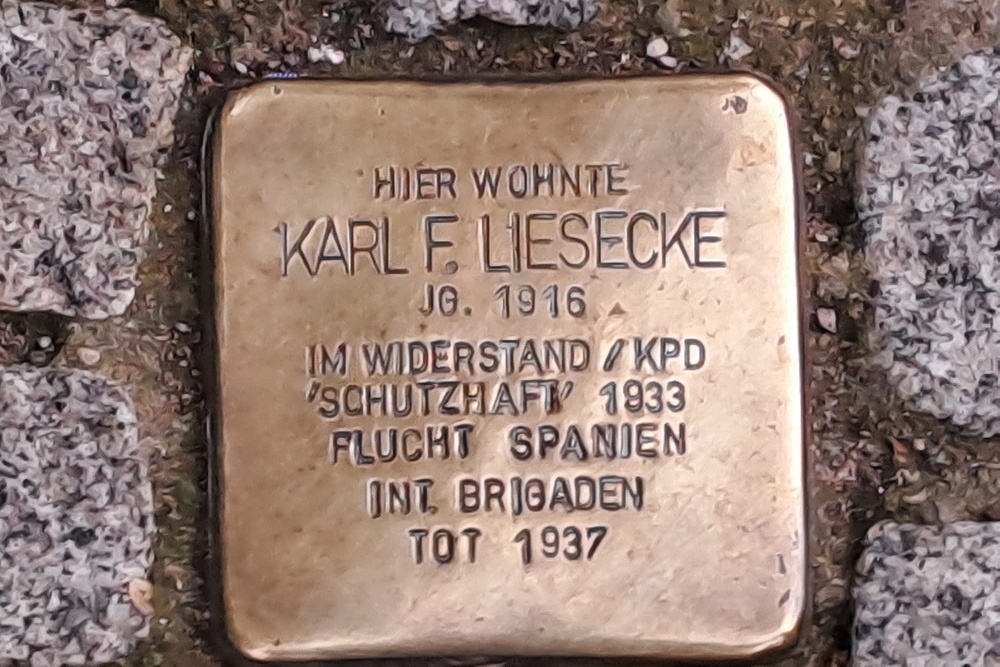 HIER WOHNTE
KARL F. LIESECKE
JG. 1916
IM WIDERSTAND / KPD
'SCHUTZHAFT' 1933
FLUCHT SPANIEN
INT. BRIGADEN
TOT 1937